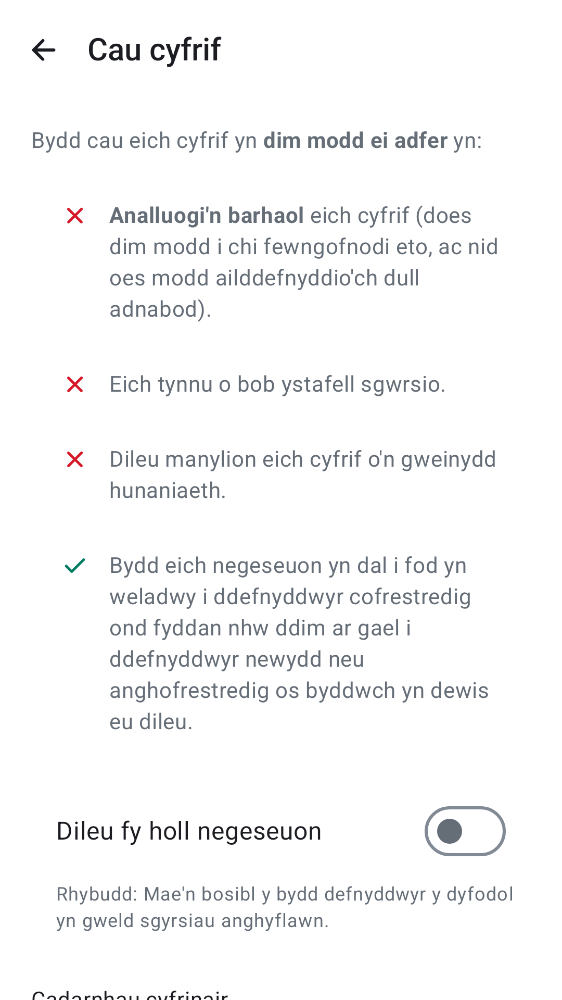 Cau cyfrif
Bydd cau eich cyfrif yn dim modd ei adfer yn:
Analluogi'n barhaol eich cyfrif (does
dim modd i chi fewngofnodi eto, ac nid
oes modd ailddefnyddio'ch dull
adnabod).
Eich tynnu o bob ystafell sgwrsio.
Dileu manylion eich cyfrif o'n gweinydd
hunaniaeth.
Bydd eich negeseuon yn dal i fod yn
weladwy i ddefnyddwyr cofrestredig
ond fyddan nhw ddim ar gael i
ddefnyddwyr newydd neu
anghofrestredig os byddwch yn dewis
eu dileu.
Dileu fy holl negeseuon
Rhybudd: Mae'n bosibl y bydd defnyddwyr y dyfodol
yn gweld sgyrsiau anghyflawn.
Cadarnhau cyfrinair